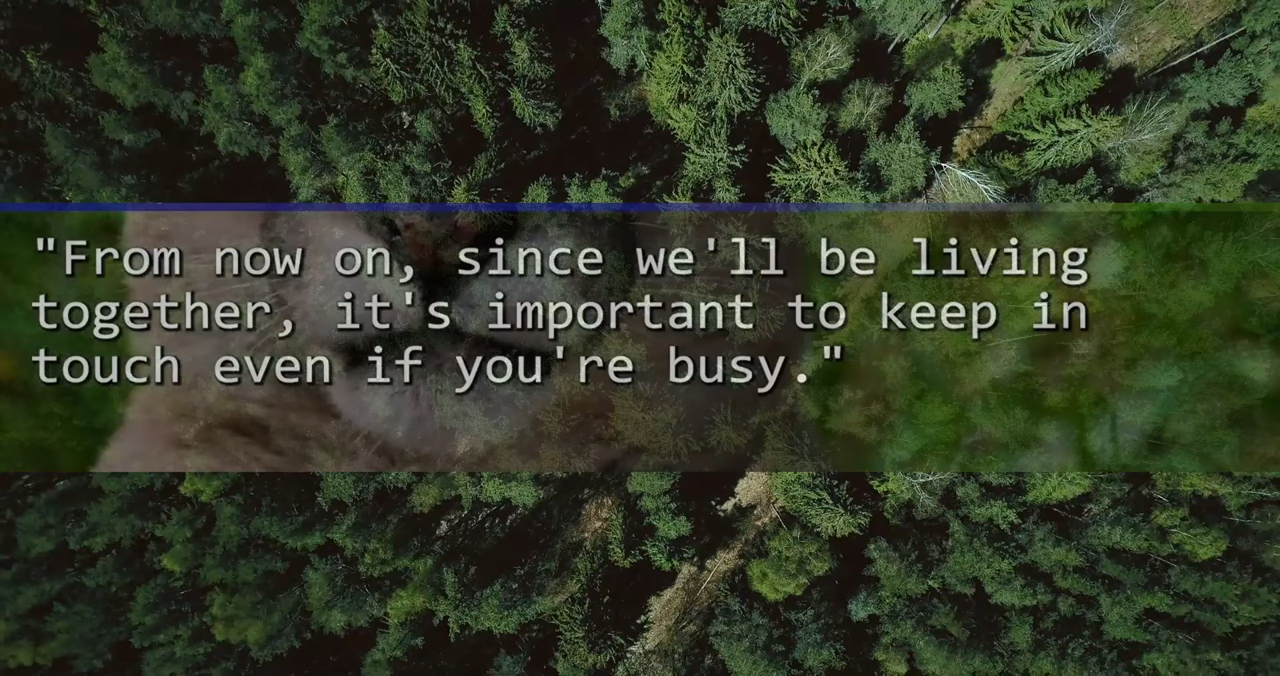 "From now on, since we'll be living
together, it's important to keep in
touch even if you're busy."